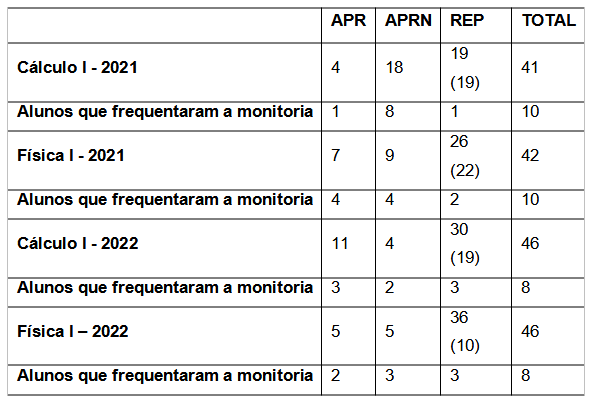 APR APRN REP TOTAL
Cálculo I - 2021 4 18 19 (19) 41
Alunos que frequentaram a monitoria 1 8 1 10
Física I - 2021 7 9 26 (22) 42
Alunos que frequentaram a monitoria 4 4 2 10
Cálculo I - 2022 11 4 30 (19) 46
Alunos que frequentaram a monitoria 3 2 3 8
Física I – 2022 5 5 36 (10) 46
Alunos que frequentaram a monitoria 2 3 3 8